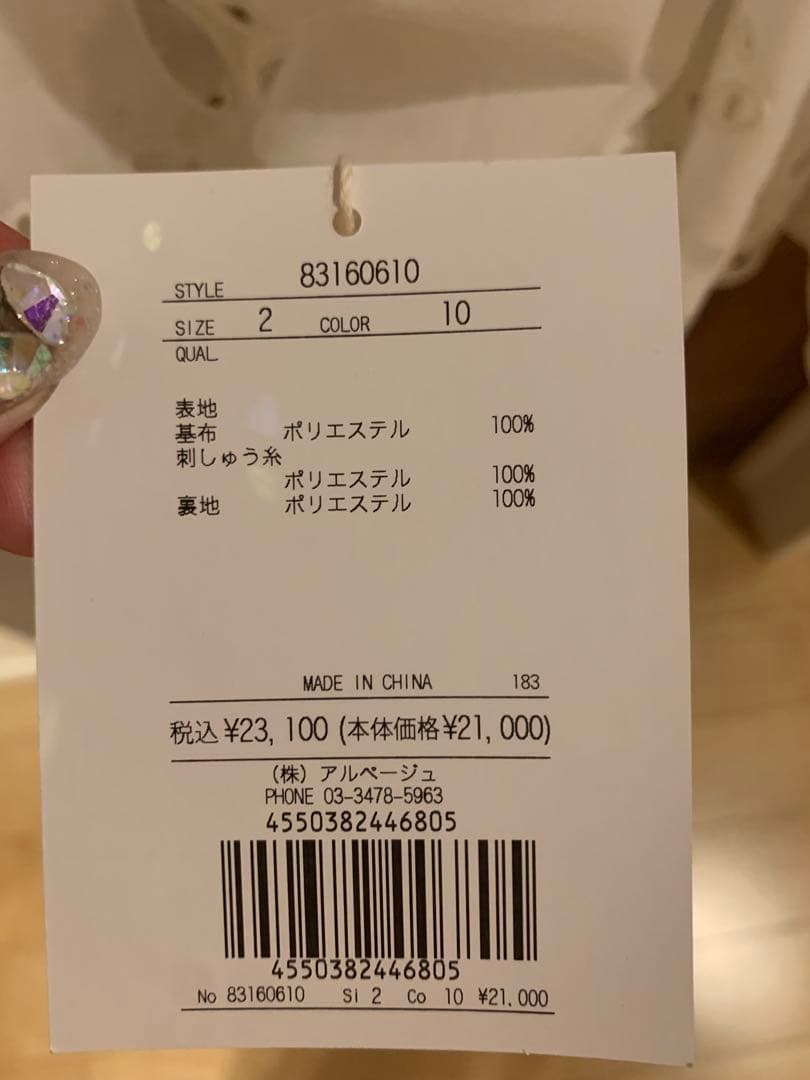 STYLE 83160610
SIZE 2 COLOR 10
QUAL
表地
基布 ポリエステル 100%
刺しゅう糸
ポリエステル 100%
裏地 ポリエステル 100%
MADE IN CHINA 183
税込 ¥23,100 (本体価格¥21,000)
(株) アルページュ
PHONE 03-3478-5963
4550382446805
4550382446805
No 83160610 Si 2 Co 10 ¥21,000